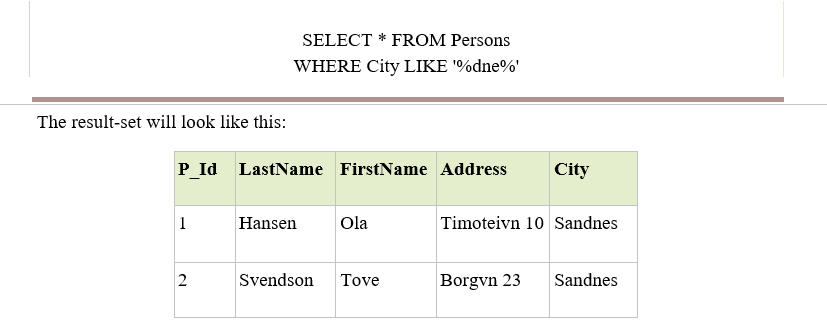 SELECT * FROM Persons
WHERE City LIKE '%dne%'
The result-set will look like this:
P_Id LastName FirstName Address City
1 Hansen Ola Timoteivn 10 Sandnes
2 Svendson Tove Borgvn 23 Sandnes